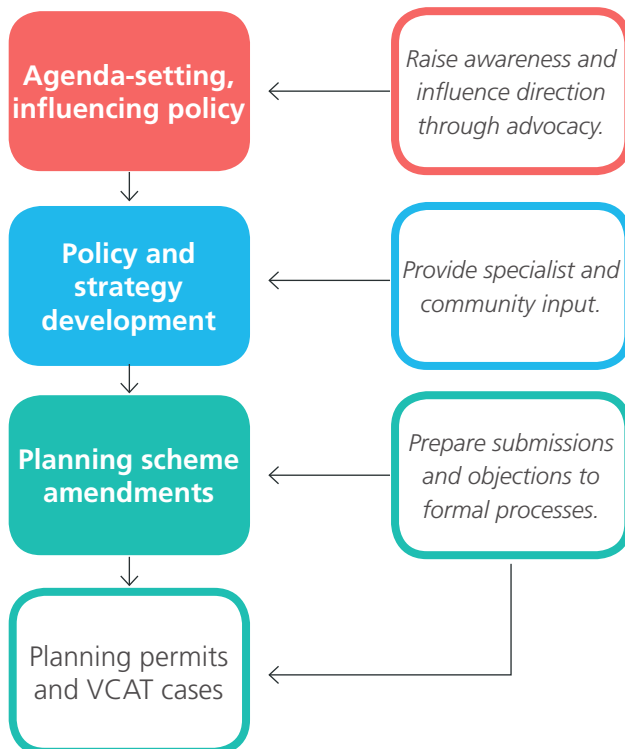 Agenda-setting,
influencing policy
Raise awareness and
influence direction
through advocacy.
Policy and
strategy
development
Provide specialist and
community input.
Planning scheme
amendments
Prepare submissions
and objections to
formal processes.
Planning permits
and VCAT cases